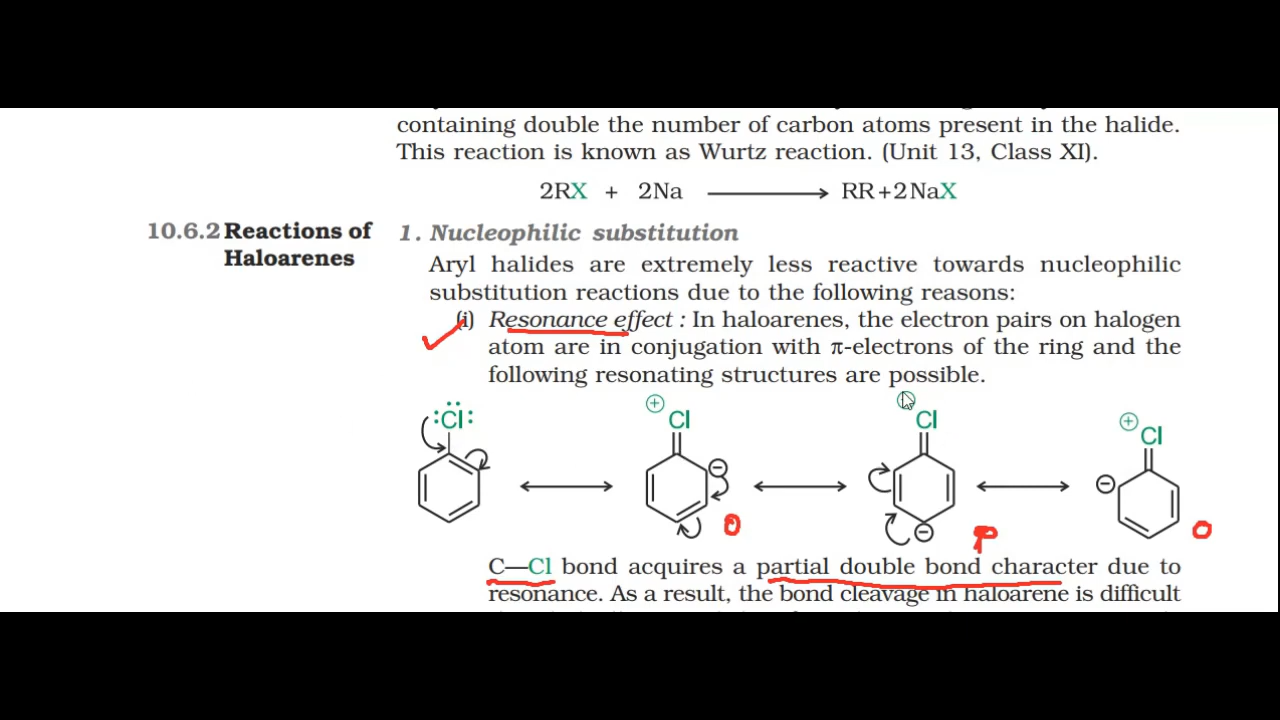 containing double the number of carbon atoms present in the halide.
This reaction is known as Wurtz reaction. (Unit 13, Class XI).
2RX + 2Na ⟶ RR+2NaX
10.6.2 Reactions of Haloarenes
1. Nucleophilic substitution
Aryl halides are extremely less reactive towards nucleophilic
substitution reactions due to the following reasons:
(i) Resonance effect : In haloarenes, the electron pairs on halogen
atom are in conjugation with π-electrons of the ring and the
following resonating structures are possible.
:Cl: ⊕ Cl Cl ⊕ Cl
⊖ ⊖ ⊖
o p o
C—Cl bond acquires a partial double bond character due to
resonance. As a result, the bond cleavage in haloarene is difficult